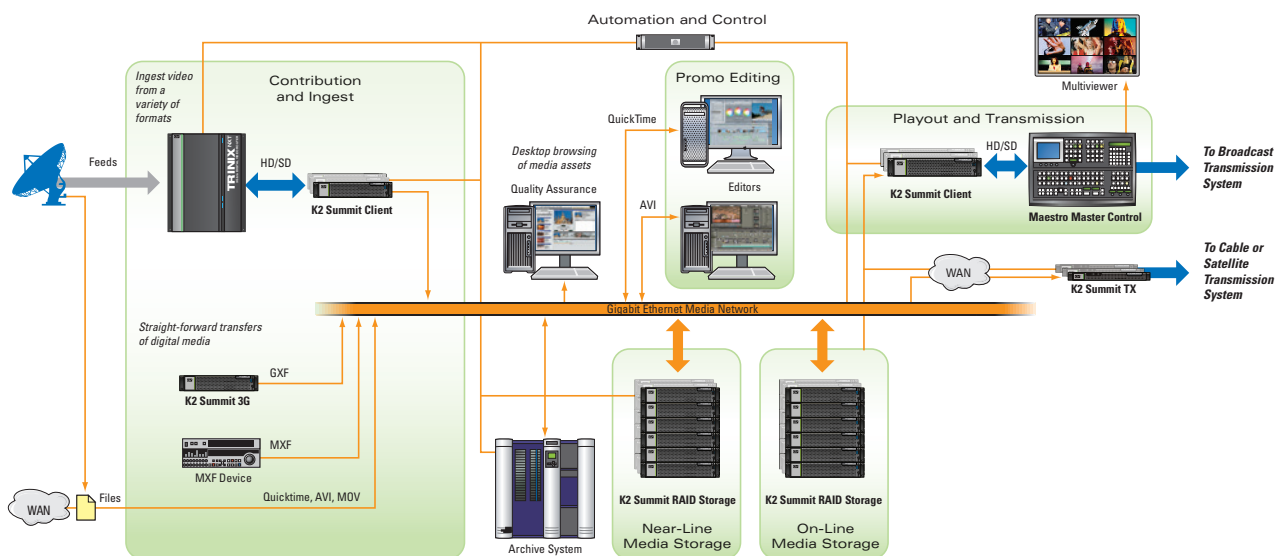 Automation and Control
Ingest video
from a
variety of
formats
Contribution
and Ingest
Feeds
TRINIX NXT
HD/SD
K2 Summit Client
Desktop browsing
of media assets
Quality Assurance
Promo Editing
QuickTime
Editors
AVI
Multiviewer
Playout and Transmission
HD/SD
K2 Summit Client
Maestro Master Control
To Broadcast
Transmission
System
WAN
K2 Summit TX
To Cable or
Satellite
Transmission
System
Gigabit Ethernet Media Network
Straight-forward transfers
of digital media
GXF
K2 Summit 3G
MXF
MXF Device
Quicktime, AVI, MOV
WAN
Files
Archive System
K2 Summit RAID Storage
Near-Line
Media Storage
K2 Summit RAID Storage
On-Line
Media Storage